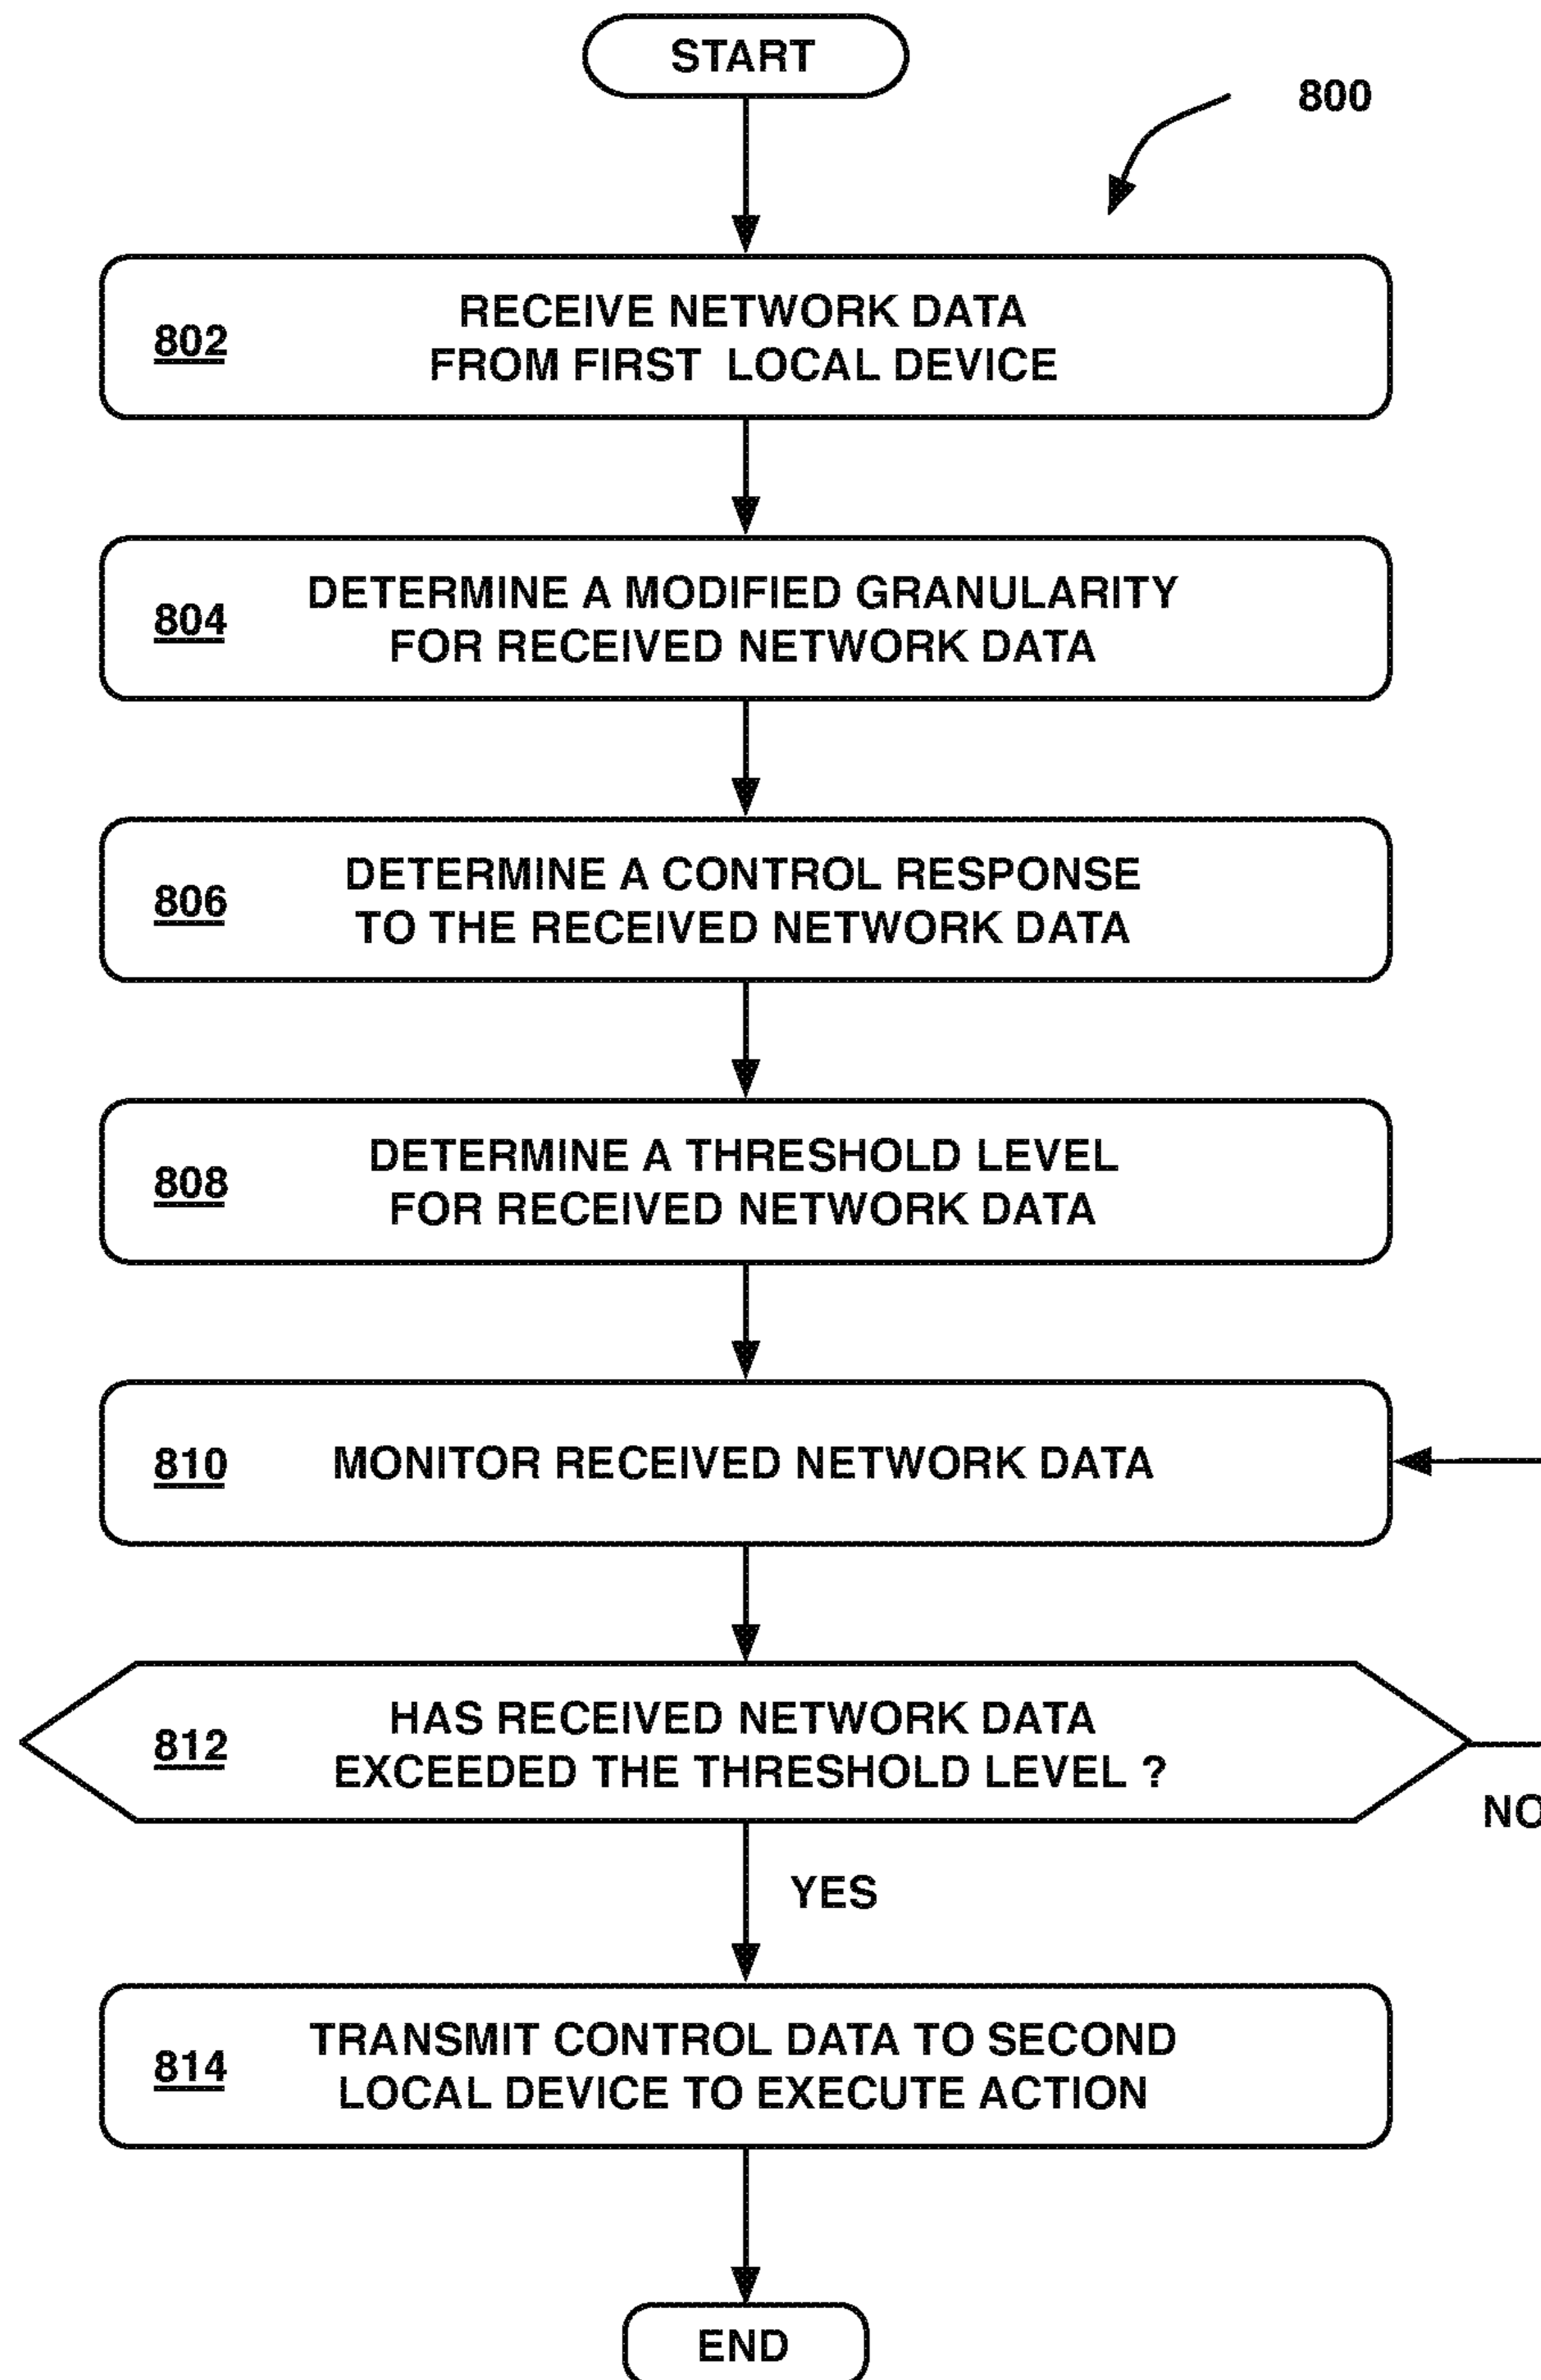 START
800
802
RECEIVE NETWORK DATA
FROM FIRST LOCAL DEVICE
804
DETERMINE A MODIFIED GRANULARITY
FOR RECEIVED NETWORK DATA
806
DETERMINE A CONTROL RESPONSE
TO THE RECEIVED NETWORK DATA
808
DETERMINE A THRESHOLD LEVEL
FOR RECEIVED NETWORK DATA
810
MONITOR RECEIVED NETWORK DATA
812
HAS RECEIVED NETWORK DATA
EXCEEDED THE THRESHOLD LEVEL ?
NO
YES
814
TRANSMIT CONTROL DATA TO SECOND
LOCAL DEVICE TO EXECUTE ACTION
END